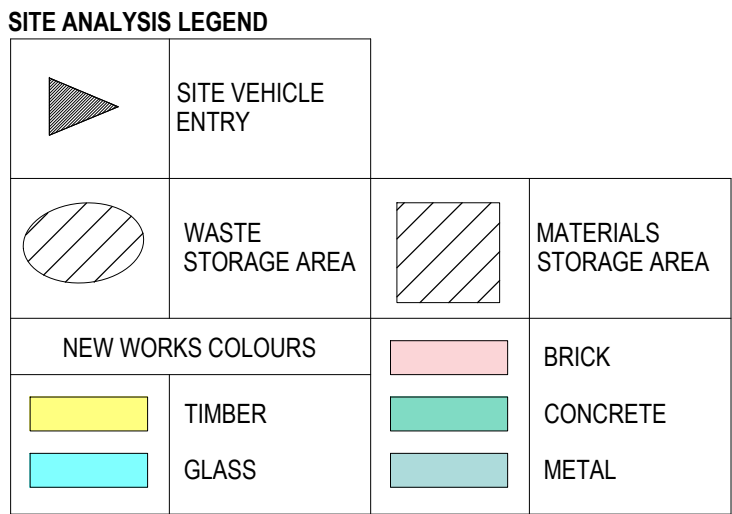 SITE ANALYSIS LEGEND
SITE VEHICLE
ENTRY
WASTE
STORAGE AREA
MATERIALS
STORAGE AREA
NEW WORKS COLOURS
TIMBER
GLASS
BRICK
CONCRETE
METAL